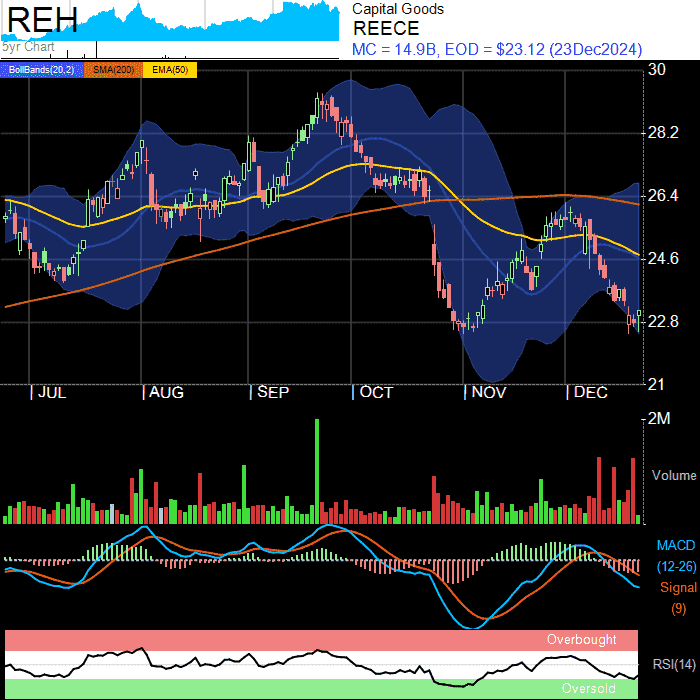 REH
5yr Chart
Capital Goods
REECE
MC = 14.9B, EOD = $23.12 (23Dec2024)
BollBands(20,2) SMA(200) EMA(50)
30
28.2
26.4
24.6
22.8
21
JUL AUG SEP OCT NOV DEC
2M
Volume
MACD
(12-26)
Signal
(9)
Overbought
RSI(14)
Oversold